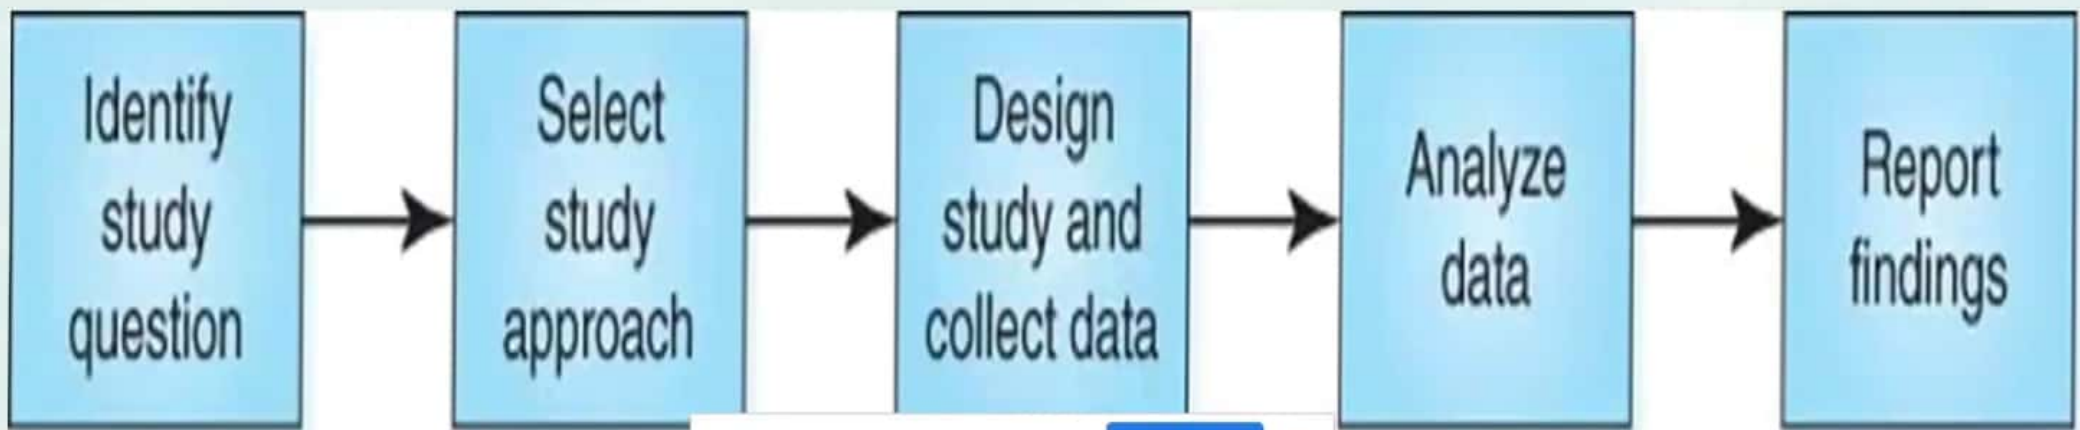 Identify
study
question
Select
study
approach
Design
study and
collect data
Analyze
data
Report
findings